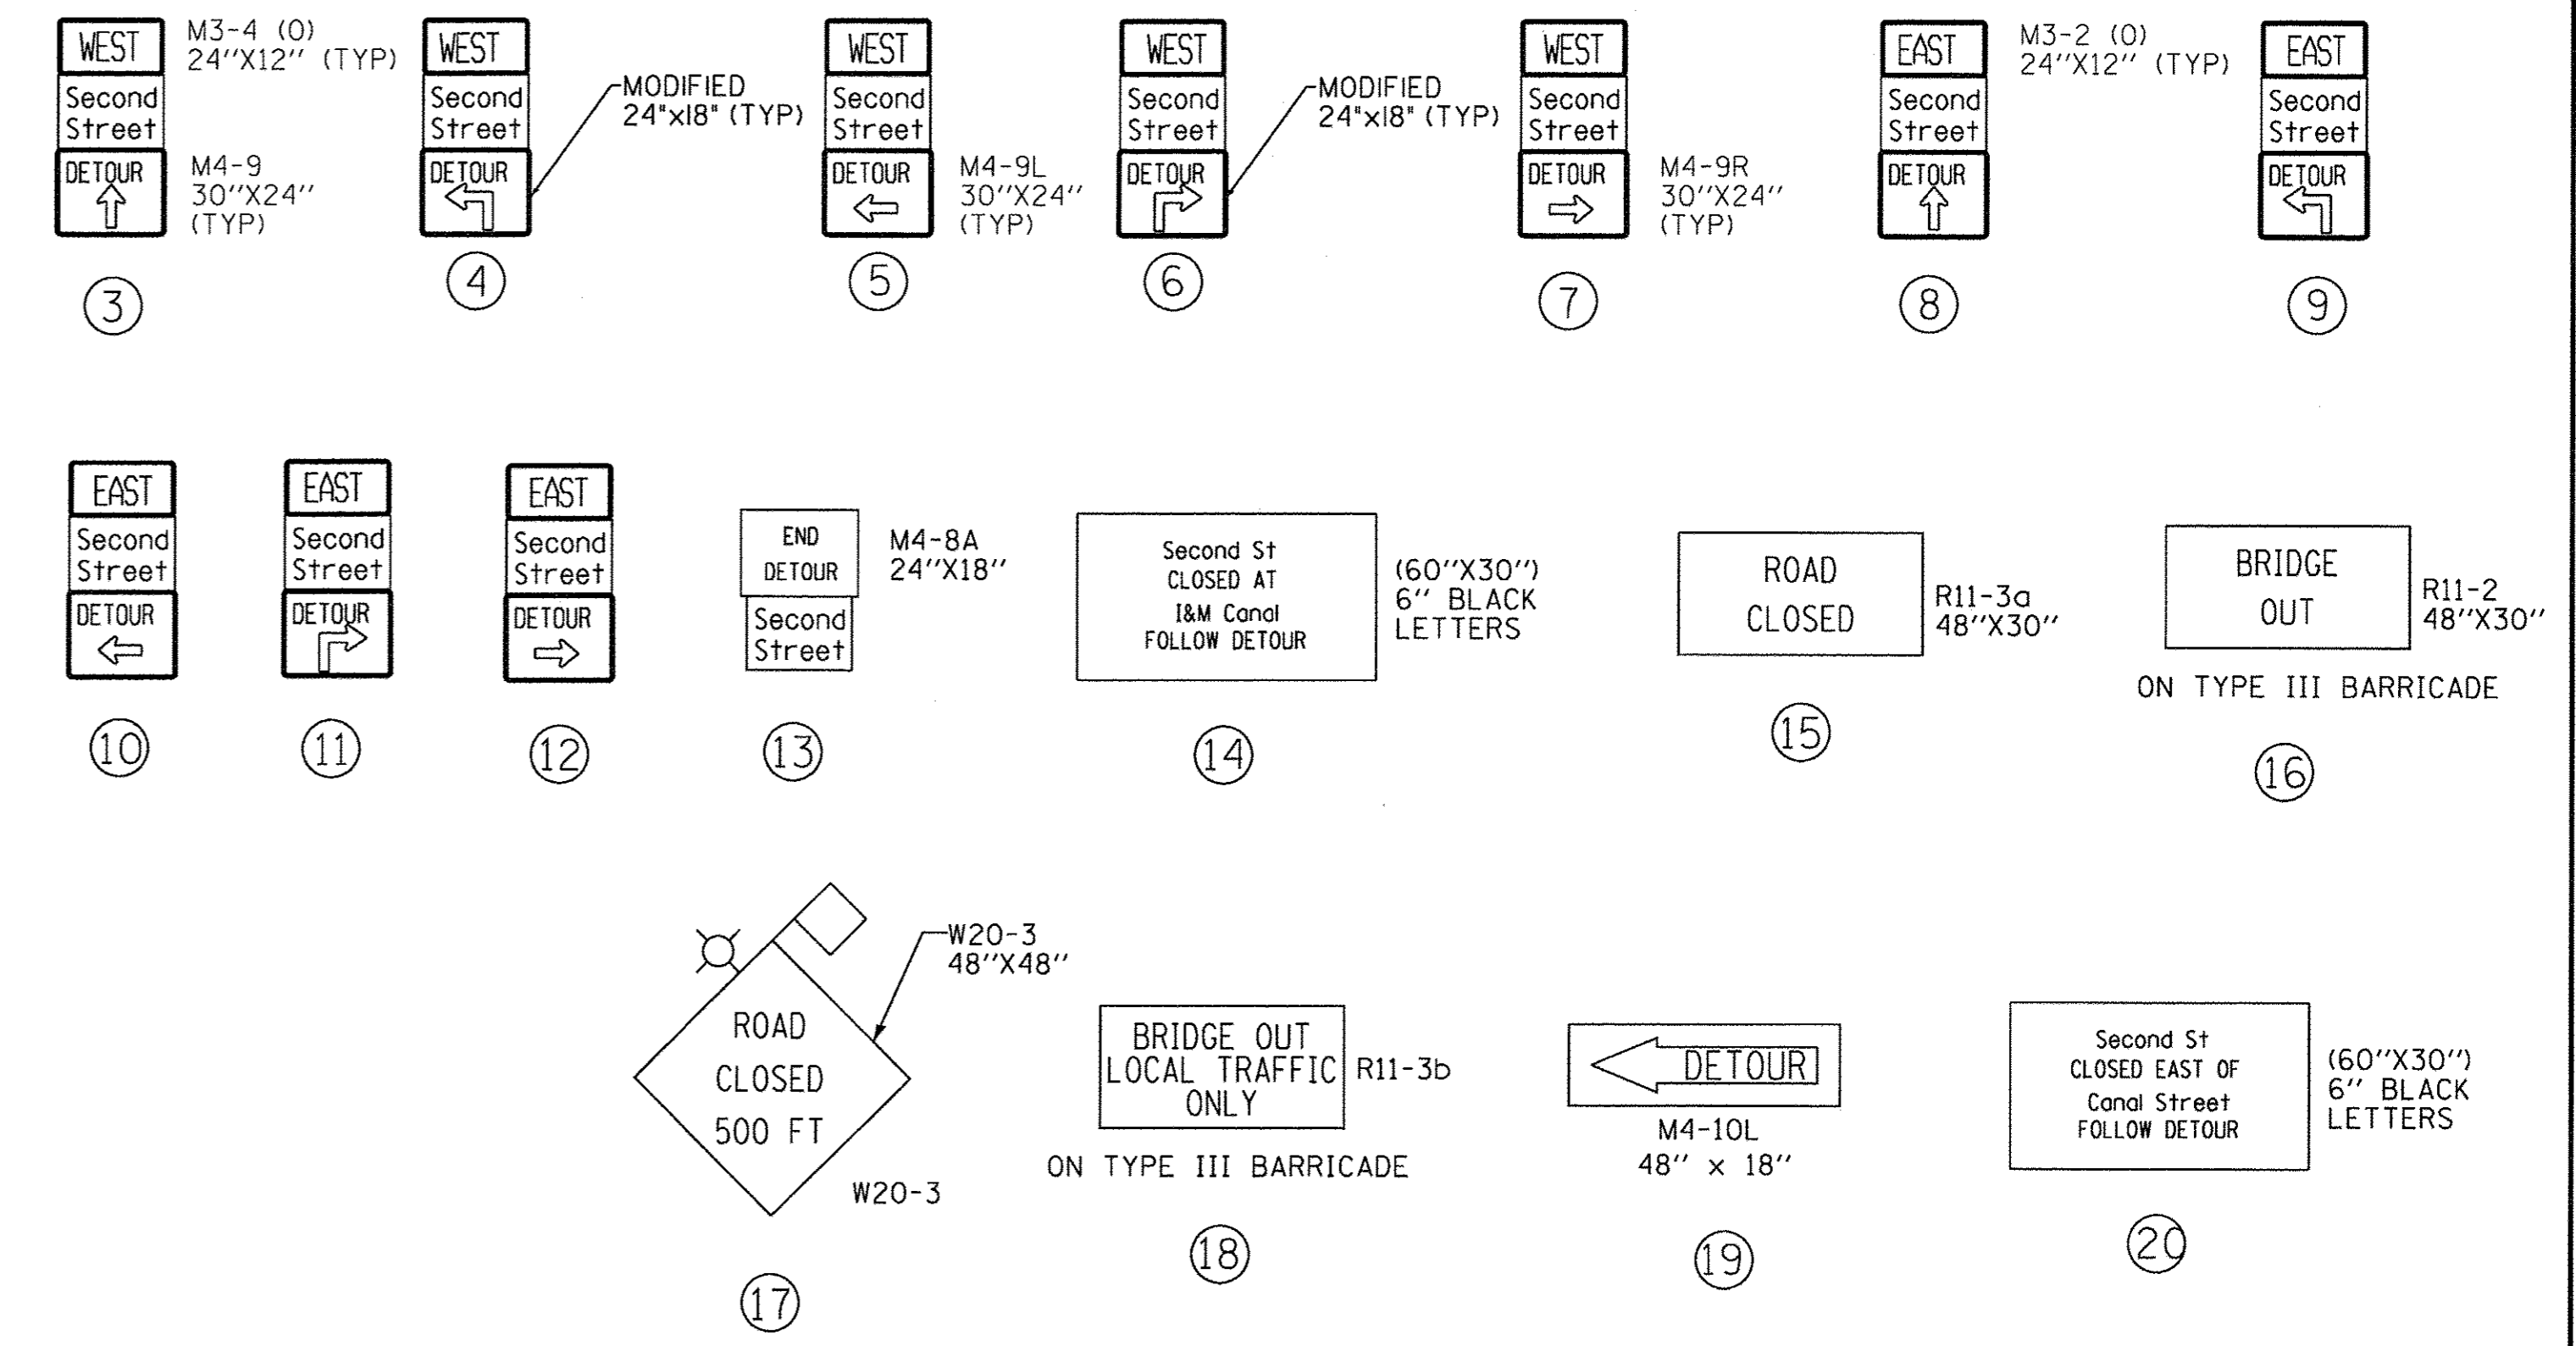 WEST
Second
Street
DETOUR
M3-4 (O)
24''X12'' (TYP)
M4-9
30''X24''
(TYP)
3
WEST
Second
Street
DETOUR
MODIFIED
24"x18" (TYP)
4
WEST
Second
Street
DETOUR
M4-9L
30''X24''
(TYP)
5
WEST
Second
Street
DETOUR
MODIFIED
24"x18" (TYP)
6
WEST
Second
Street
DETOUR
M4-9R
30''X24''
(TYP)
7
EAST
Second
Street
DETOUR
M3-2 (O)
24''X12'' (TYP)
8
EAST
Second
Street
DETOUR
9
EAST
Second
Street
DETOUR
10
EAST
Second
Street
DETOUR
11
EAST
Second
Street
DETOUR
12
END
DETOUR
Second
Street
M4-8A
24''X18''
13
Second St
CLOSED AT
I&M Canal
FOLLOW DETOUR
(60''X30'')
6'' BLACK
LETTERS
14
ROAD
CLOSED
R11-3a
48''X30''
15
BRIDGE
OUT
R11-2
48''X30''
ON TYPE III BARRICADE
16
ROAD
CLOSED
500 FT
W20-3
48''X48''
W20-3
17
BRIDGE OUT
LOCAL TRAFFIC
ONLY
R11-3b
ON TYPE III BARRICADE
18
DETOUR
M4-10L
48'' x 18''
19
Second St
CLOSED EAST OF
Canal Street
FOLLOW DETOUR
(60''X30'')
6'' BLACK
LETTERS
20